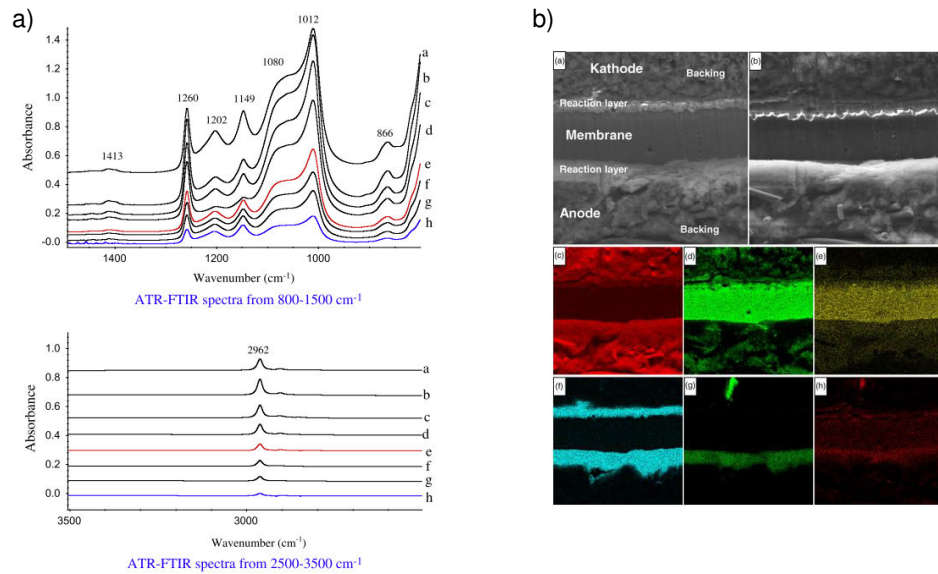 a)
1012
1080
1260
1149
1202
866
1413
1.4
1.2
1.0
0.8
0.6
0.4
0.2
-0.0
Absorbance
a
b
c
d
e
f
g
h
1400
1200
1000
Wavenumber (cm-1)
ATR-FTIR spectra from 800-1500 cm-1
2962
1.0
0.8
0.6
0.4
0.2
0.0
Absorbance
a
b
c
d
e
f
g
h
3500
3000
Wavenumber (cm-1)
ATR-FTIR spectra from 2500-3500 cm-1
b)
(a)
Kathode
Backing
Reaction layer
Membrane
Reaction layer
Anode
Backing
(b)
(c)
(d)
(e)
(f)
(g)
(h)